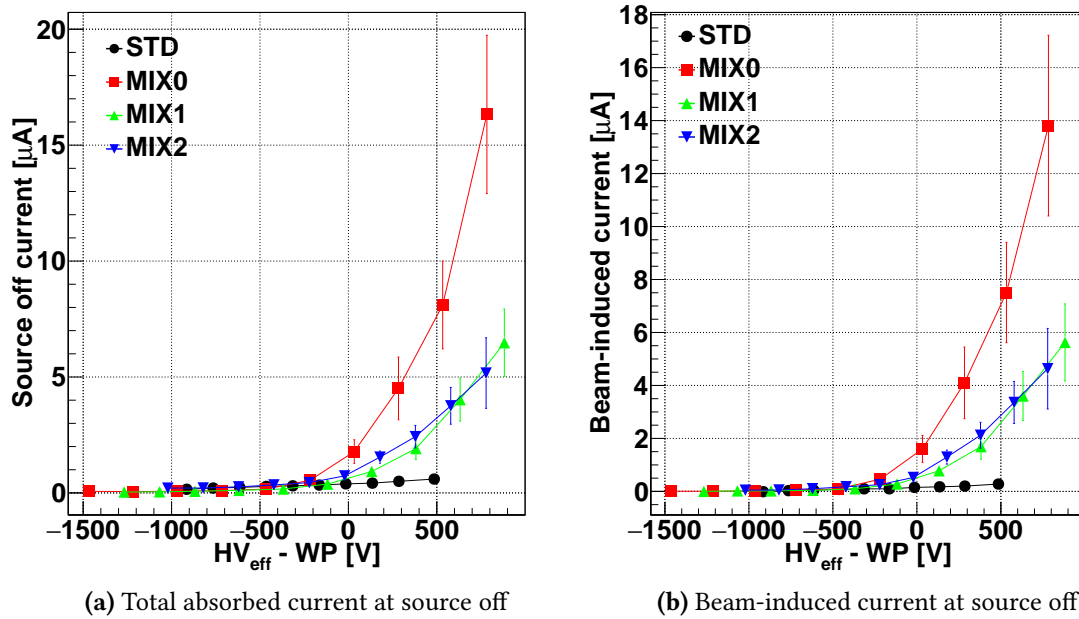 Source off current [μA]
20
15
10
5
0
STD
MIX0
MIX1
MIX2
−1500 −1000 −500 0 500
HVeff - WP [V]
(a) Total absorbed current at source off
Beam-induced current [μA]
18
16
14
12
10
8
6
4
2
0
STD
MIX0
MIX1
MIX2
−1500 −1000 −500 0 500
HVeff - WP [V]
(b) Beam-induced current at source off